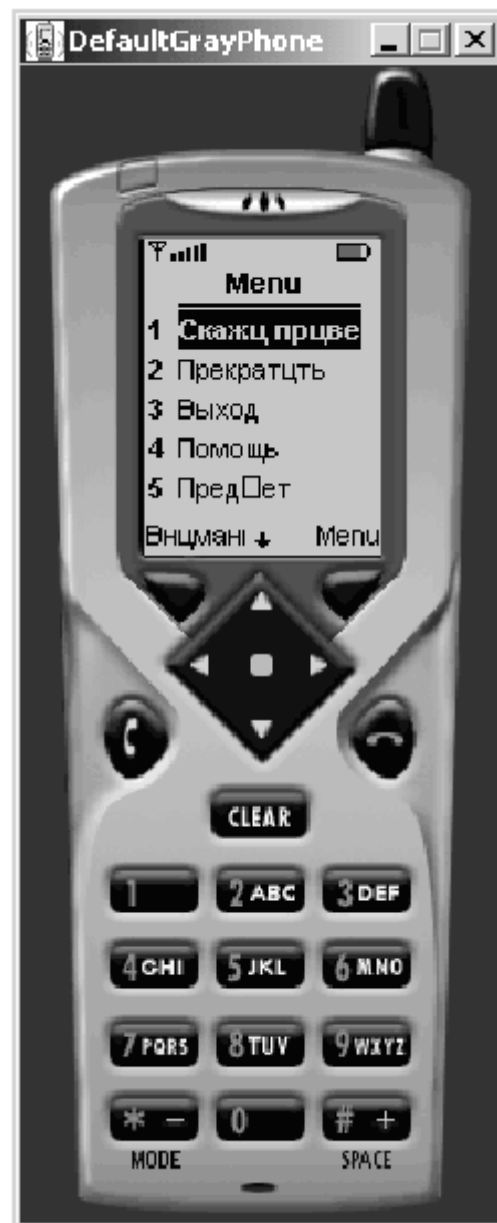 DefaultGrayPhone
Menu
1 Скажц прцве
2 Прекратцть
3 Выход
4 Помощь
5 Пред□ет
Внцмані Menu
CLEAR
1 2 ABC 3 DEF
4 GHI 5 JKL 6 MNO
7 PQRS 8 TUV 9 WXYZ
* - 0 # +
MODE SPACE